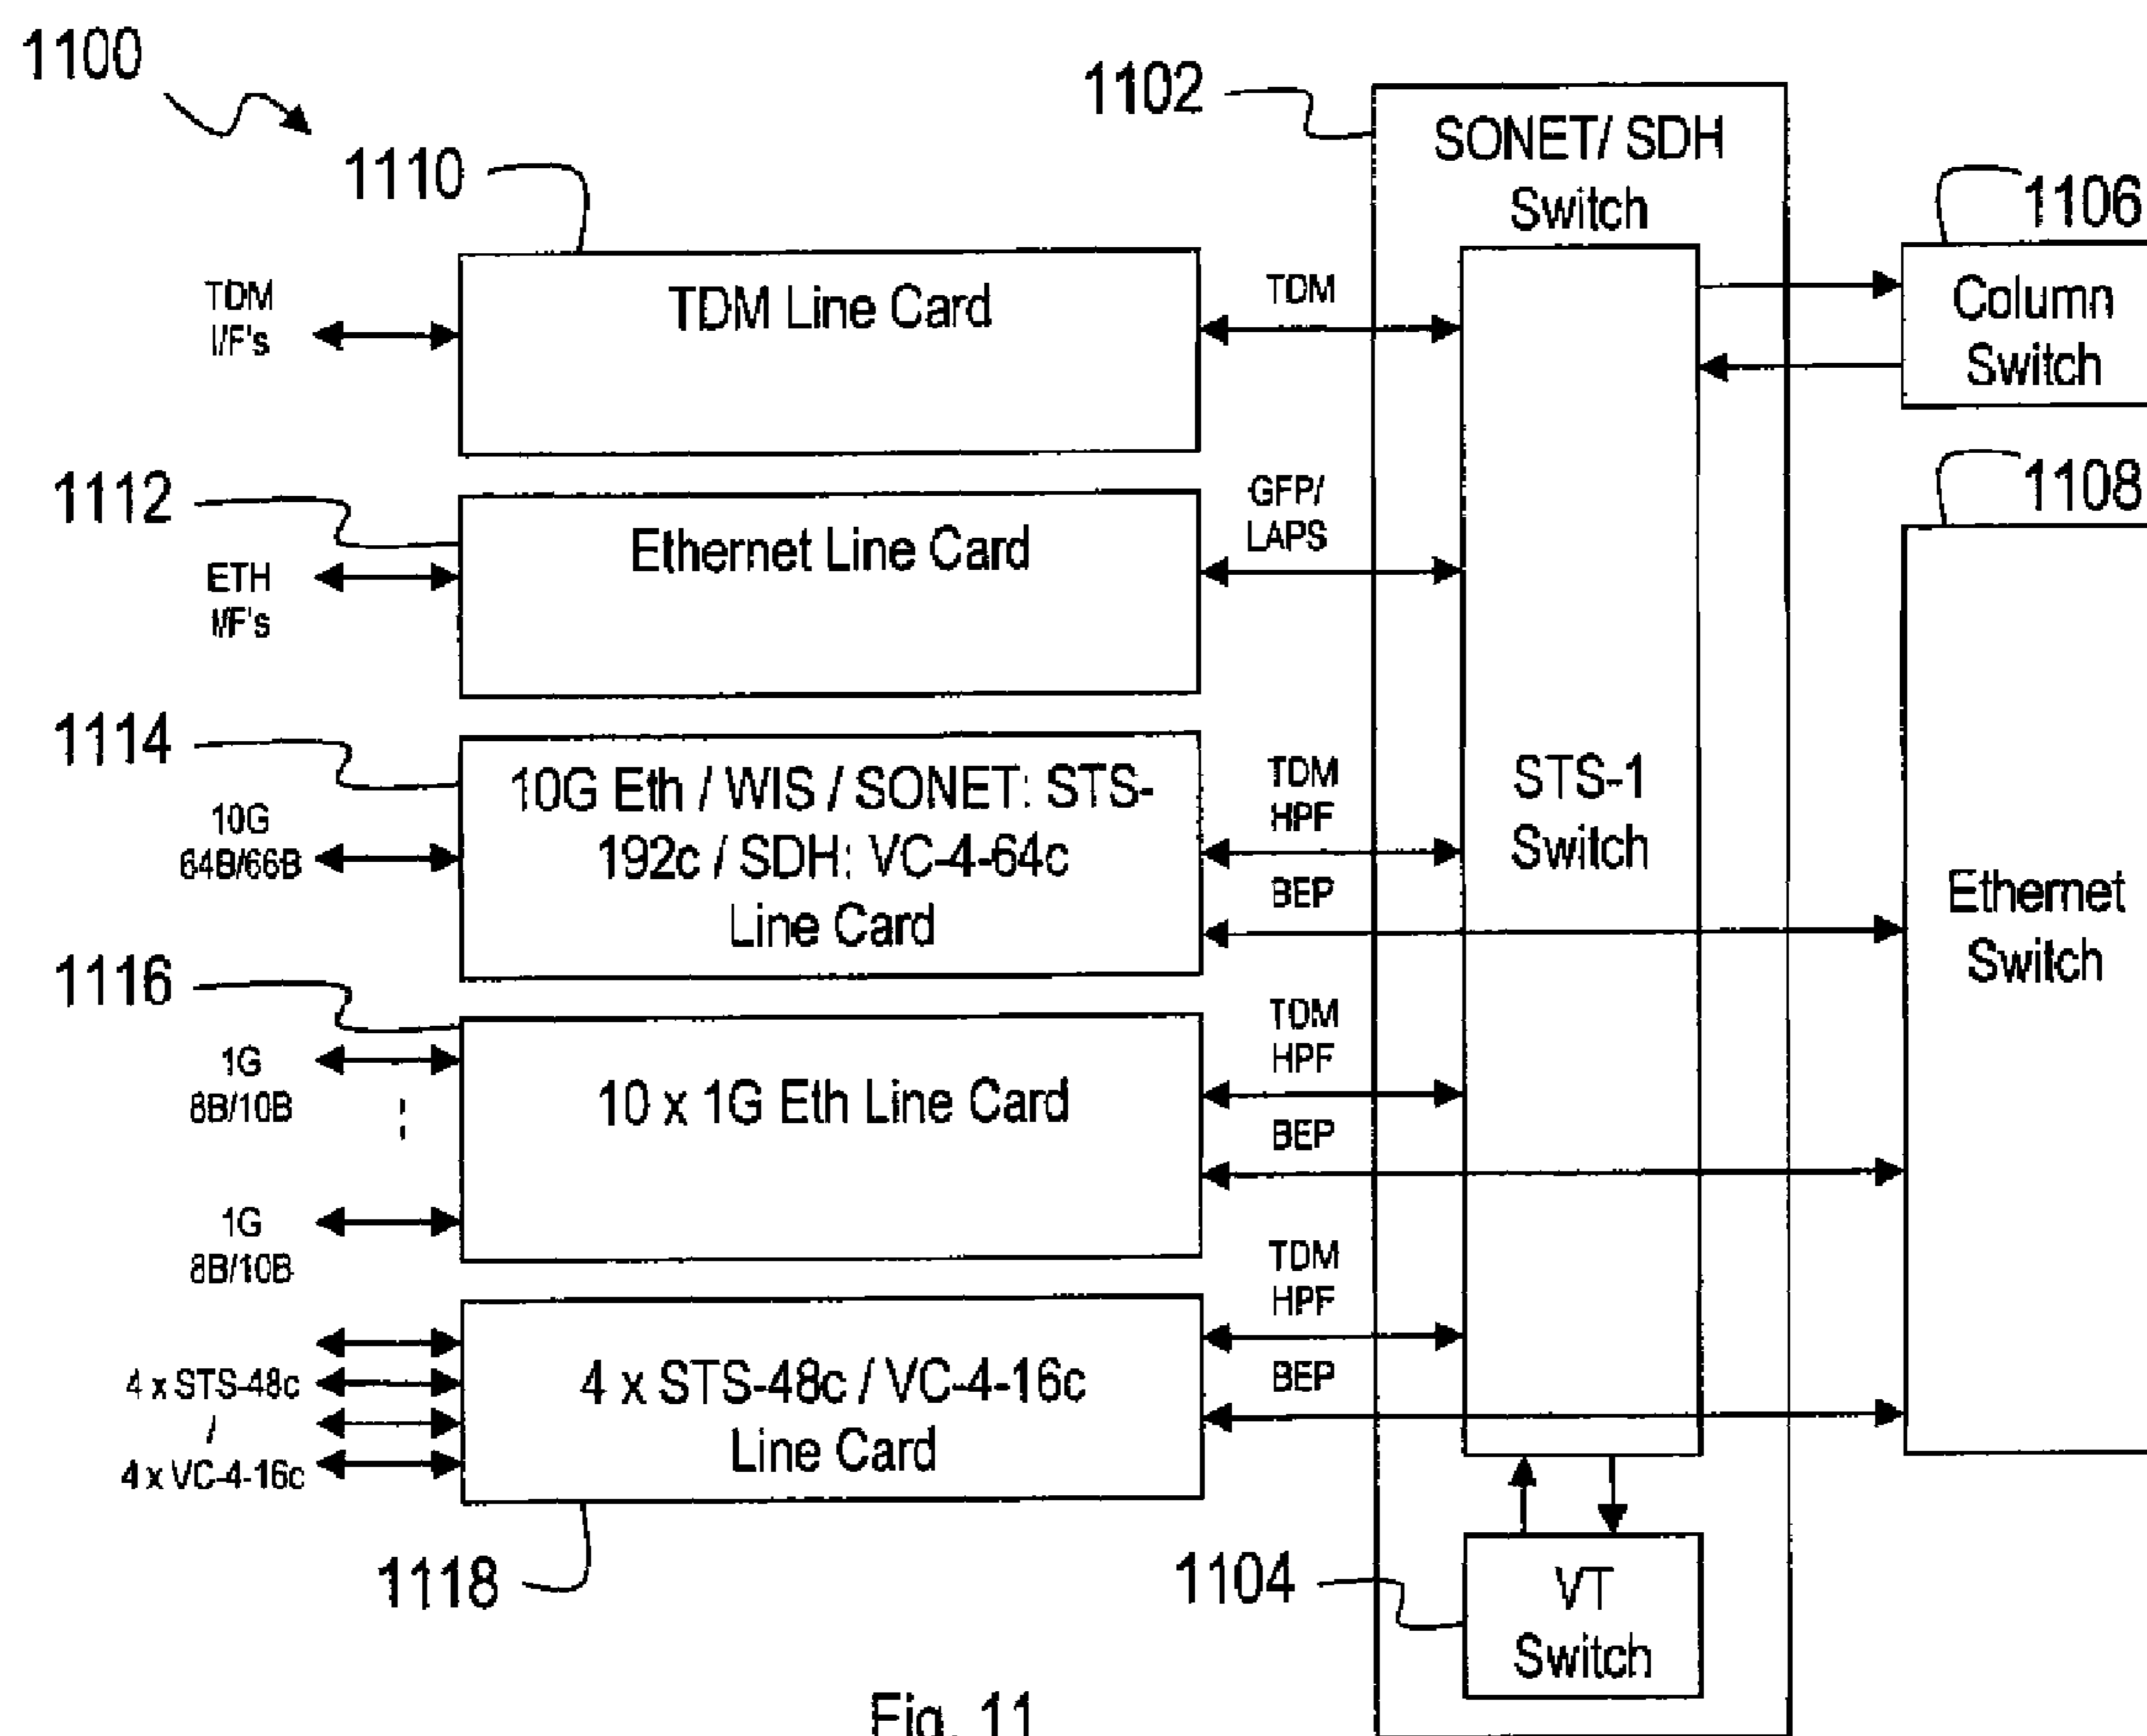 1100
1102
SONET/ SDH
Switch
1110
1106
TDM
I/F's
TDM Line Card
TDM
Column
Switch
1112
ETH
I/F's
Ethernet Line Card
GFP/
LAPS
1108
1114
10G
64B/66B
10G Eth / WIS / SONET: STS-
192c / SDH: VC-4-64c
Line Card
TDM
HPF
BEP
STS-1
Switch
Ethernet
Switch
1116
1G
8B/10B
1G
8B/10B
10 x 1G Eth Line Card
TDM
HPF
BEP
4 x STS-48c
/
4 x VC-4-16c
4 x STS-48c / VC-4-16c
Line Card
TDM
HPF
BEP
1118
1104
VT
Switch
Fig. 11